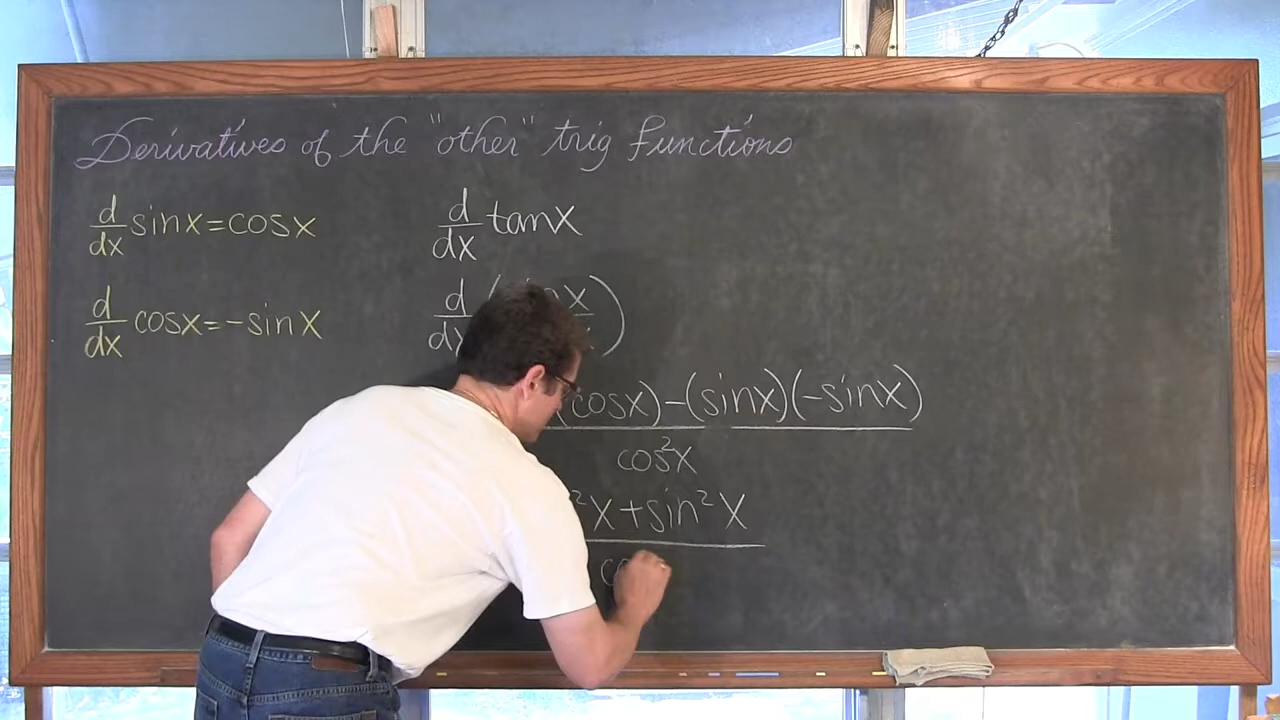 Derivatives of the "other" trig functions
d/dx sinx=cosx
d/dx cosx=-sinx
d/dx tanx
(cosx)-(sinx)(-sinx)
cos²x
²x+sin²x